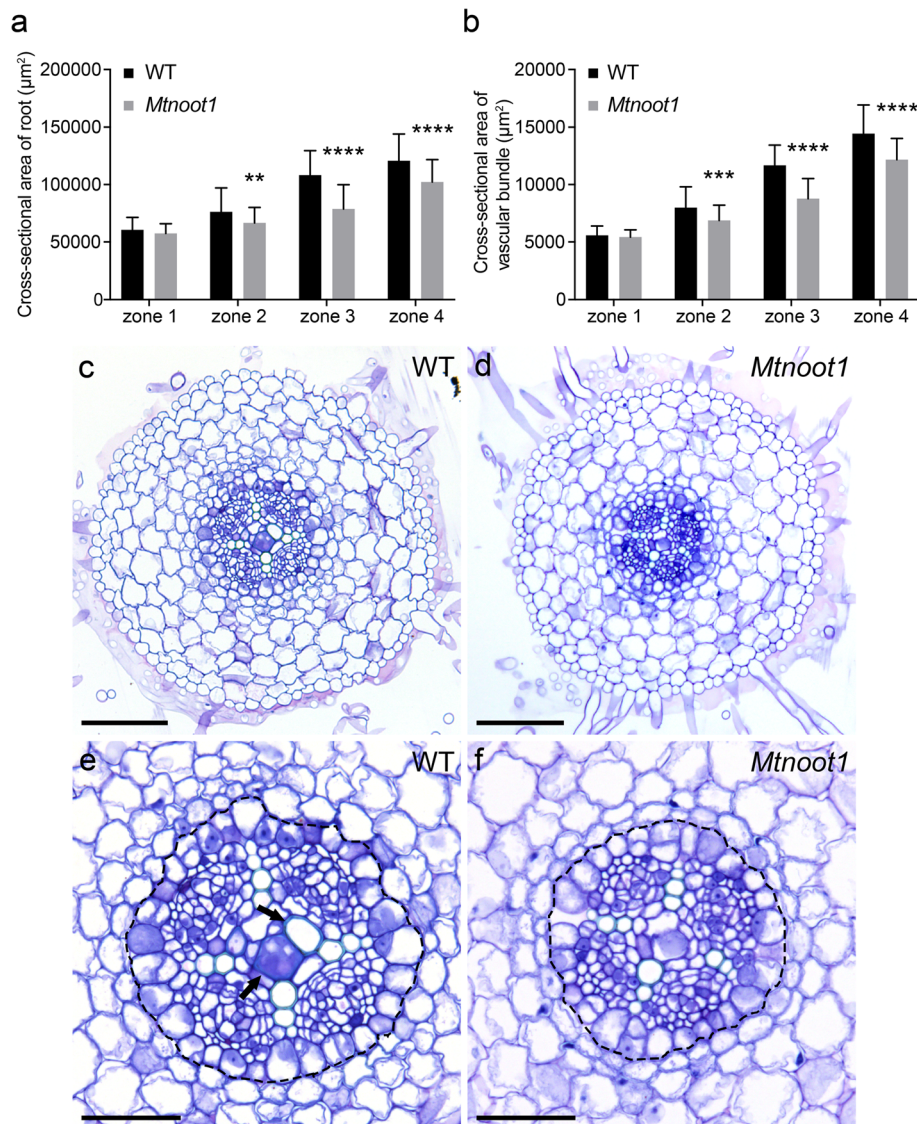 a
Cross-sectional area of root (µm²)
200000
150000
100000
50000
0
WT
Mtnoot1
**
****
****
zone 1 zone 2 zone 3 zone 4
b
Cross-sectional area of
vascular bundle (µm²)
20000
15000
10000
5000
0
WT
Mtnoot1
***
****
****
zone 1 zone 2 zone 3 zone 4
c WT
d Mtnoot1
e WT
f Mtnoot1